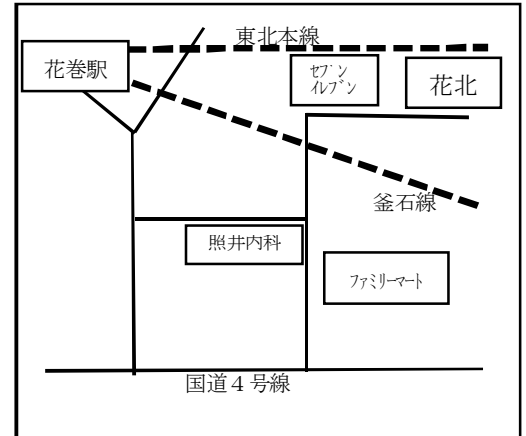 東北本線
花巻駅
セブン
イレブン
花北
釜石線
照井内科
ファミリーマート
国道４号線